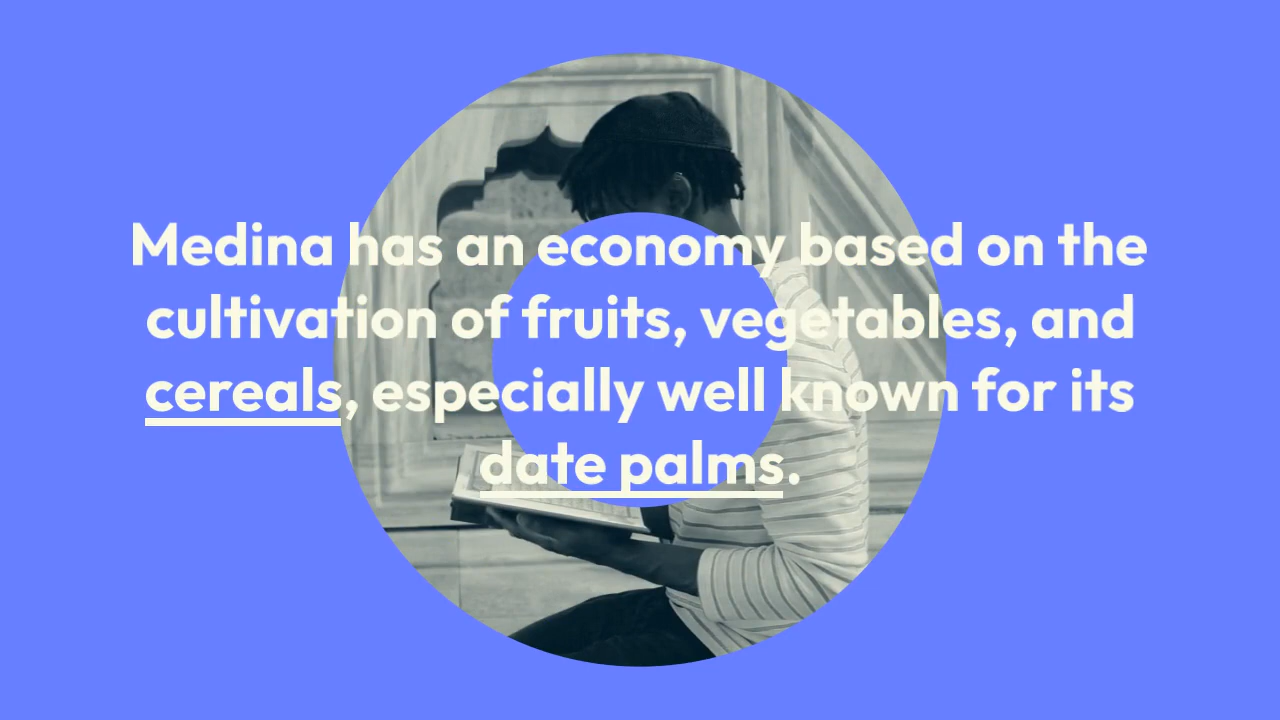 Medina has an economy based on the
cultivation of fruits, vegetables, and
cereals, especially well known for its
date palms.